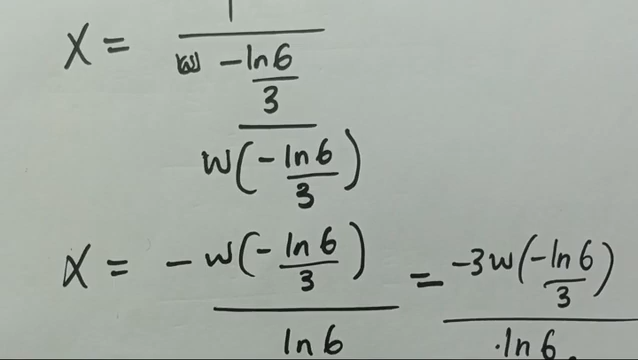 X = 1 / ((-ln6/3) / W(-ln6/3))
X = -W(-ln6/3) / ln6 = -3W(-ln6/3) / ln6